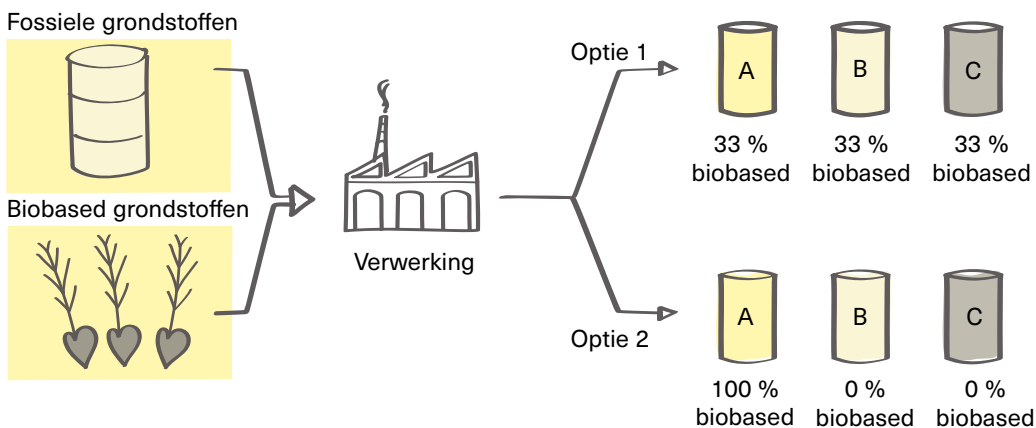 Fossiele grondstoffen
Biobased grondstoffen
Verwerking
Optie 1
A
B
C
33 %
biobased
33 %
biobased
33 %
biobased
Optie 2
A
B
C
100 %
biobased
0 %
biobased
0 %
biobased